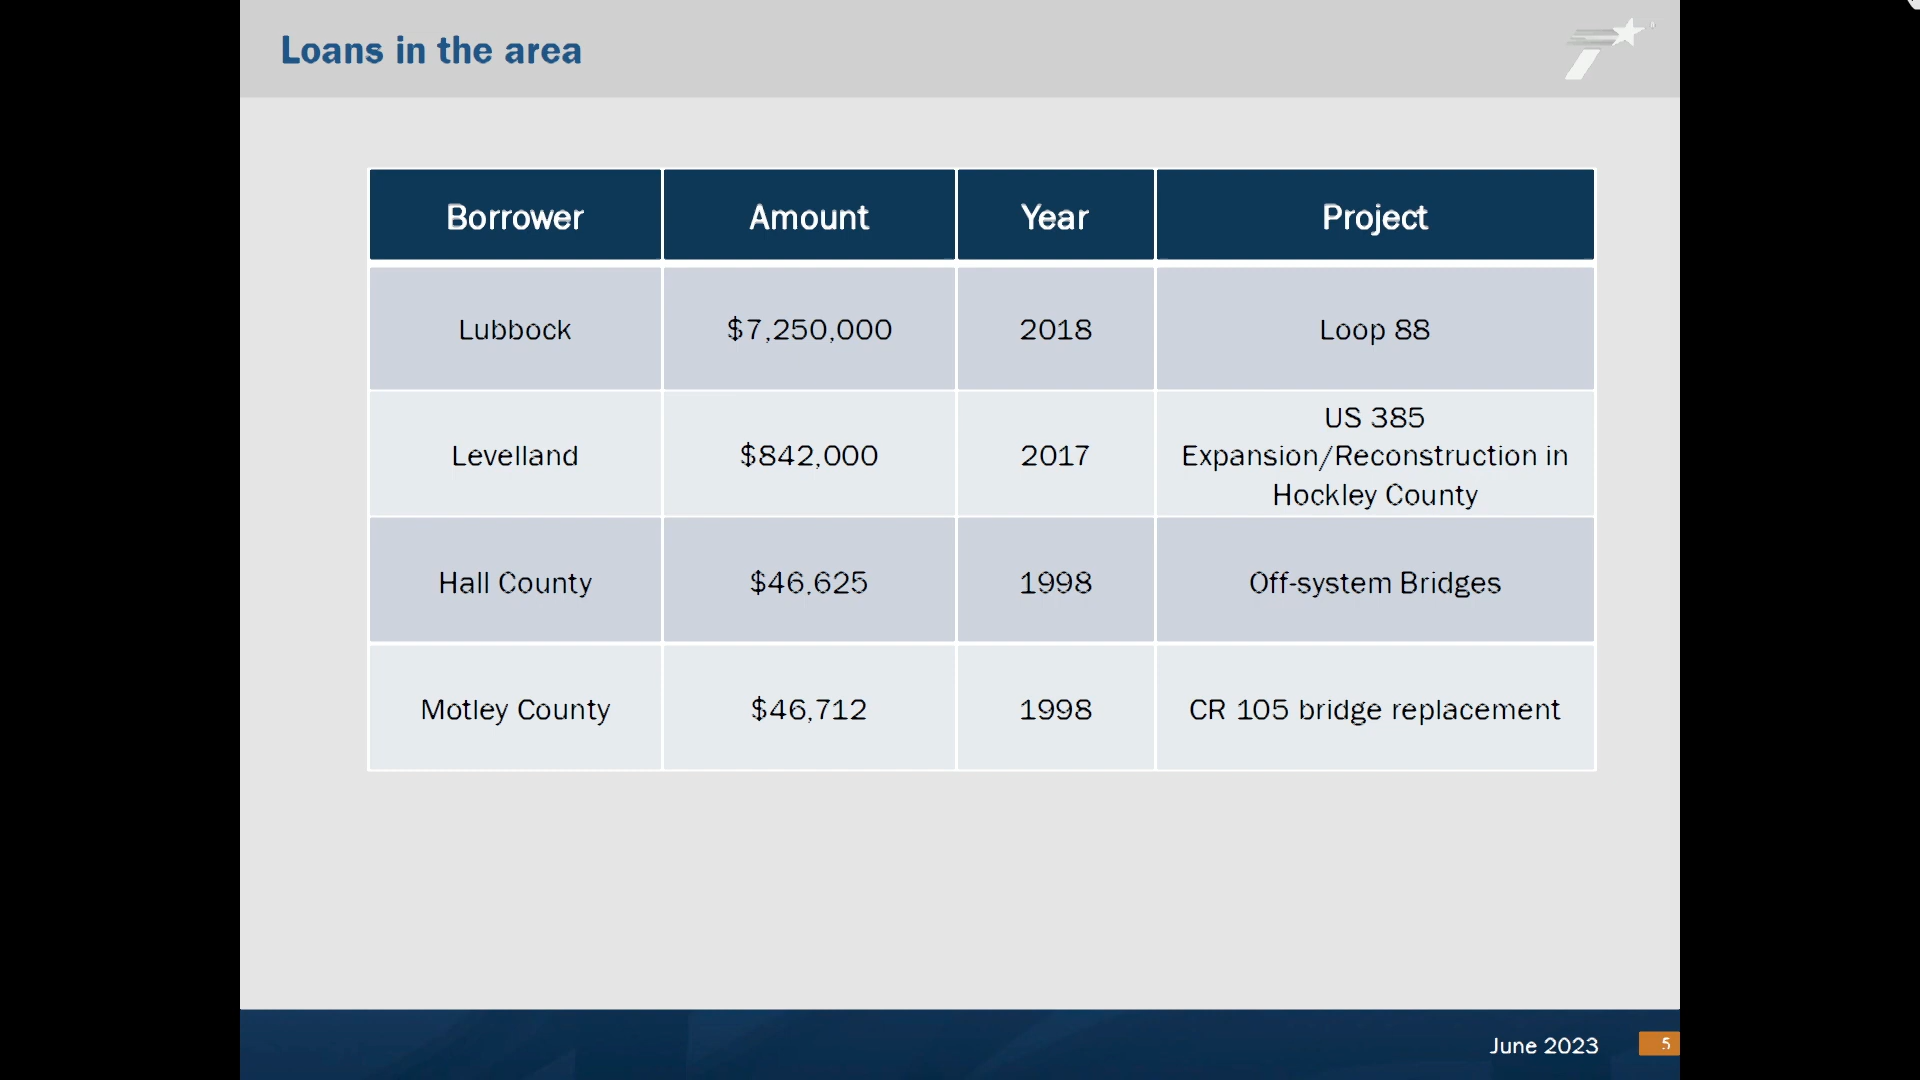 Loans in the area
Borrower Amount Year Project
Lubbock $7,250,000 2018 Loop 88
Levelland $842,000 2017 US 385
Expansion/Reconstruction in
Hockley County
Hall County $46,625 1998 Off-system Bridges
Motley County $46,712 1998 CR 105 bridge replacement
June 2023 5